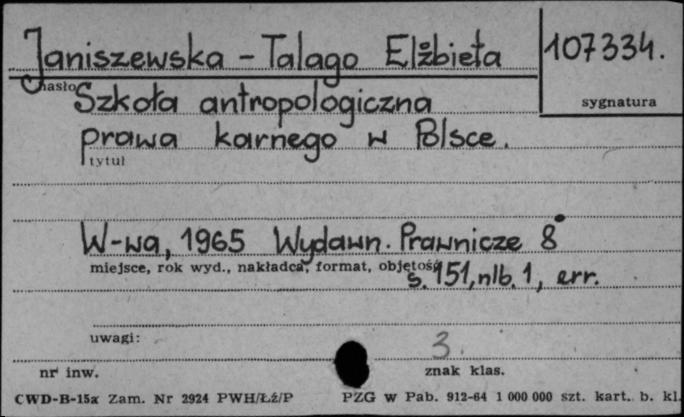 Janiszewska - Talago Elżbieta 107334.
hasło sygnatura
Szkoła antropologiczna
prawa karnego w Polsce.
tytuł
W-wa, 1965 Wydawn. Prawnicze 8°
miejsce, rok wyd., nakładca, format, objętość
s. 151, nlb. 1, err.
uwagi: 3.
nr inw. znak klas.
CWD-B-15a Zam. Nr 2924 PWH/Łź/P PZG w Pab. 912-64 1 000 000 szt. kart. b. kl.